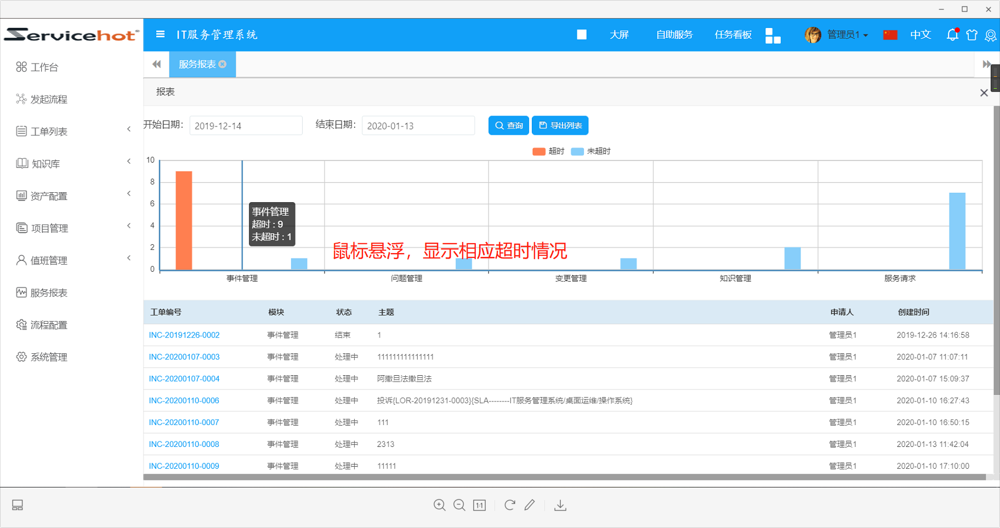 Servicehot®
IT服务管理系统
大屏
自助服务
任务看板
管理员1
中文
服务报表
工作台
发起流程
工单列表
知识库
资产配置
项目管理
值班管理
服务报表
流程配置
系统管理
报表
开始日期： 2019-12-14 结束日期： 2020-01-13 查询 导出列表
超时 未超时
10
8
6
4
2
0
事件管理
超时 : 9
未超时 : 1
鼠标悬浮，显示相应超时情况
事件管理 问题管理 变更管理 知识管理 服务请求
工单编号 模块 状态 主题 申请人 创建时间
INC-20191226-0002 事件管理 结束 1 管理员1 2019-12-26 14:16:58
INC-20200107-0003 事件管理 处理中 111111111111111 管理员1 2020-01-07 11:07:11
INC-20200107-0004 事件管理 处理中 阿撒旦法撒旦法 管理员1 2020-01-07 15:09:37
INC-20200110-0006 事件管理 处理中 投诉{LOR-20191231-0003}{SLA--------IT服务管理系统/桌面运维/操作系统} 管理员1 2020-01-10 16:27:43
INC-20200110-0007 事件管理 处理中 111 管理员1 2020-01-10 16:50:15
INC-20200110-0008 事件管理 处理中 2313 管理员1 2020-01-13 11:42:04
INC-20200110-0009 事件管理 处理中 11111 管理员1 2020-01-10 17:10:00
1:1